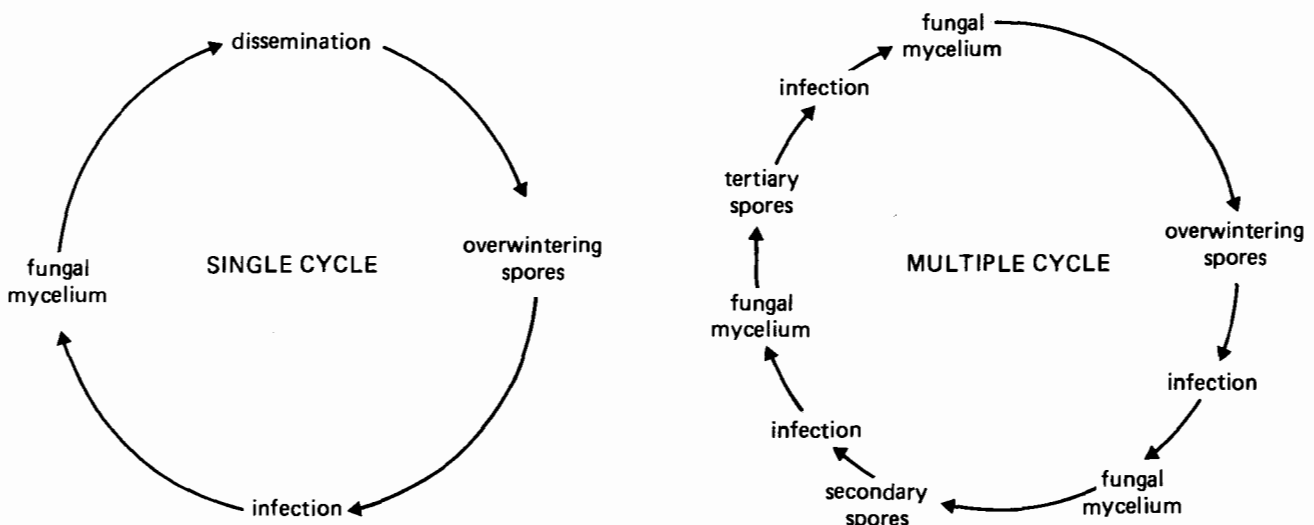 dissemination
overwintering
spores
infection
fungal
mycelium
SINGLE CYCLE
fungal
mycelium
overwintering
spores
infection
fungal
mycelium
secondary
spores
infection
fungal
mycelium
tertiary
spores
infection
MULTIPLE CYCLE